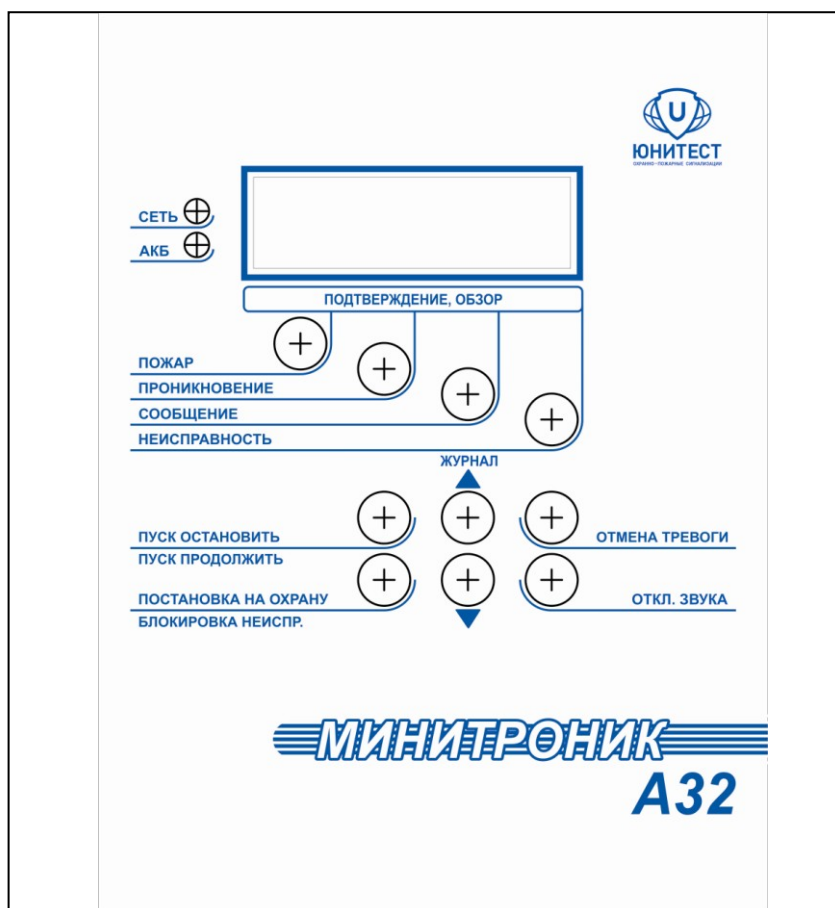 U
ЮНИТЕСТ
ОХРАННО-ПОЖАРНЫЕ СИГНАЛИЗАЦИИ
СЕТЬ
АКБ
ПОДТВЕРЖДЕНИЕ, ОБЗОР
ПОЖАР
ПРОНИКНОВЕНИЕ
СООБЩЕНИЕ
НЕИСПРАВНОСТЬ
ЖУРНАЛ
ПУСК ОСТАНОВИТЬ
ОТМЕНА ТРЕВОГИ
ПУСК ПРОДОЛЖИТЬ
ПОСТАНОВКА НА ОХРАНУ
ОТКЛ. ЗВУКА
БЛОКИРОВКА НЕИСПР.
МИНИТРОНИК
А32